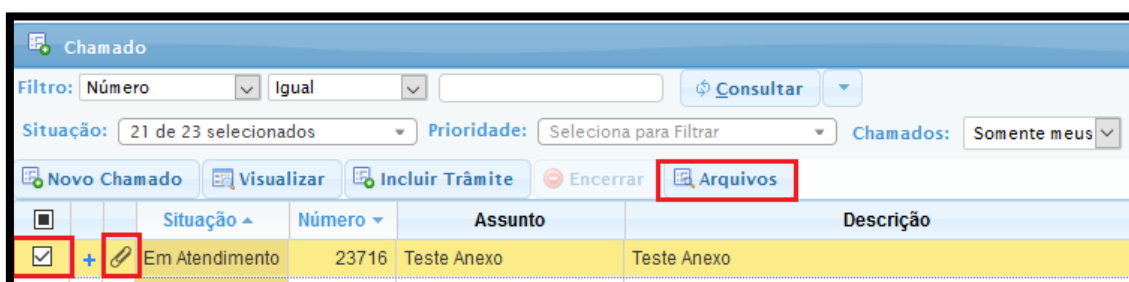 Chamado
Filtro: Número Igual Consultar
Situação: 21 de 23 selecionados Prioridade: Seleciona para Filtrar Chamados: Somente meus
Novo Chamado Visualizar Incluir Trâmite Encerrar Arquivos
Situação Número Assunto Descrição
+ Em Atendimento 23716 Teste Anexo Teste Anexo